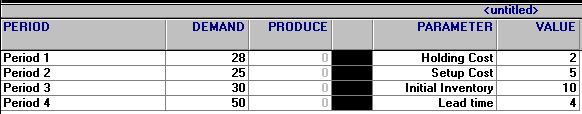 <untitled>
PERIOD DEMAND PRODUCE PARAMETER VALUE
Period 1 28 0 Holding Cost 2
Period 2 25 0 Setup Cost 5
Period 3 30 0 Initial Inventory 10
Period 4 50 0 Lead time 4